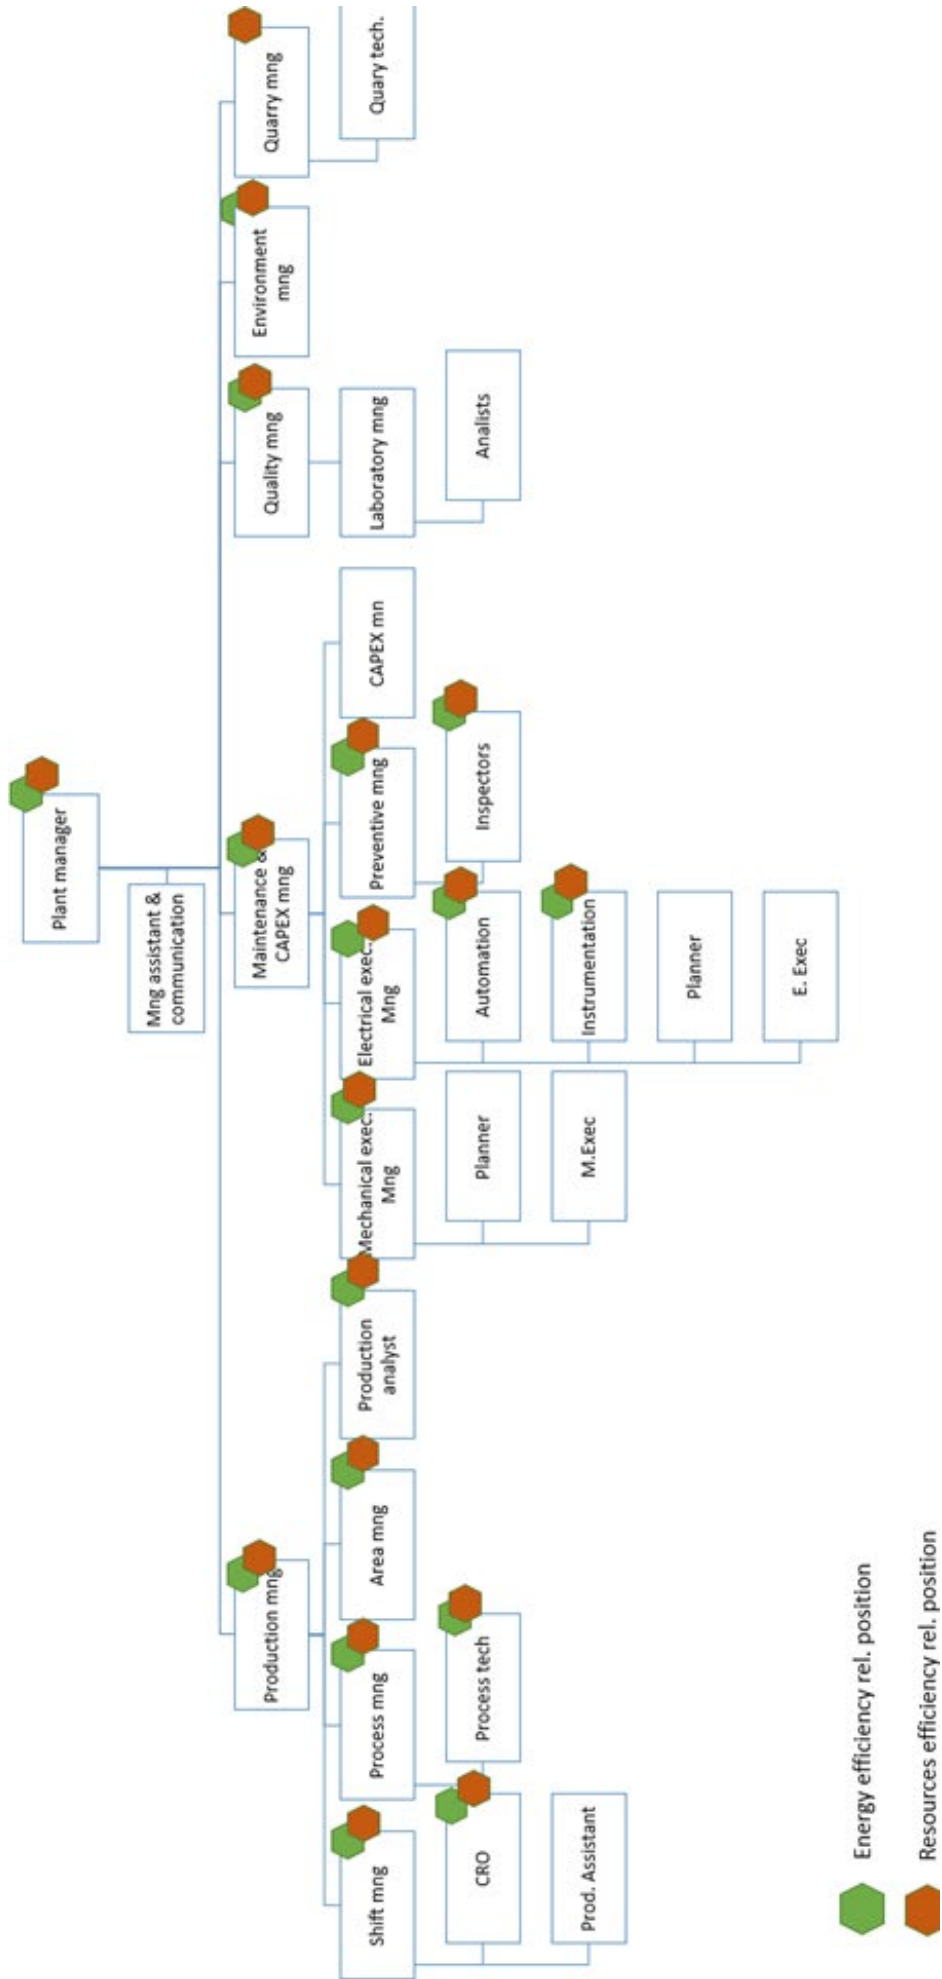 Plant manager
Mng assistant &
communication
Production mng
Maintenance &
CAPEX mng
Quality mng
Environment
mng
Quarry mng
Shift mng
Process mng
Area mng
Production
analyst
Mechanical exec.
Mng
Electrical exec.
Mng
Preventive mng
CAPEX mn
Laboratory mng
Quary tech.
CRO
Process tech
Planner
Automation
Inspectors
Analists
Prod. Assistant
M.Exec
Instrumentation
Planner
E. Exec
Energy efficiency rel. position
Resources efficiency rel. position